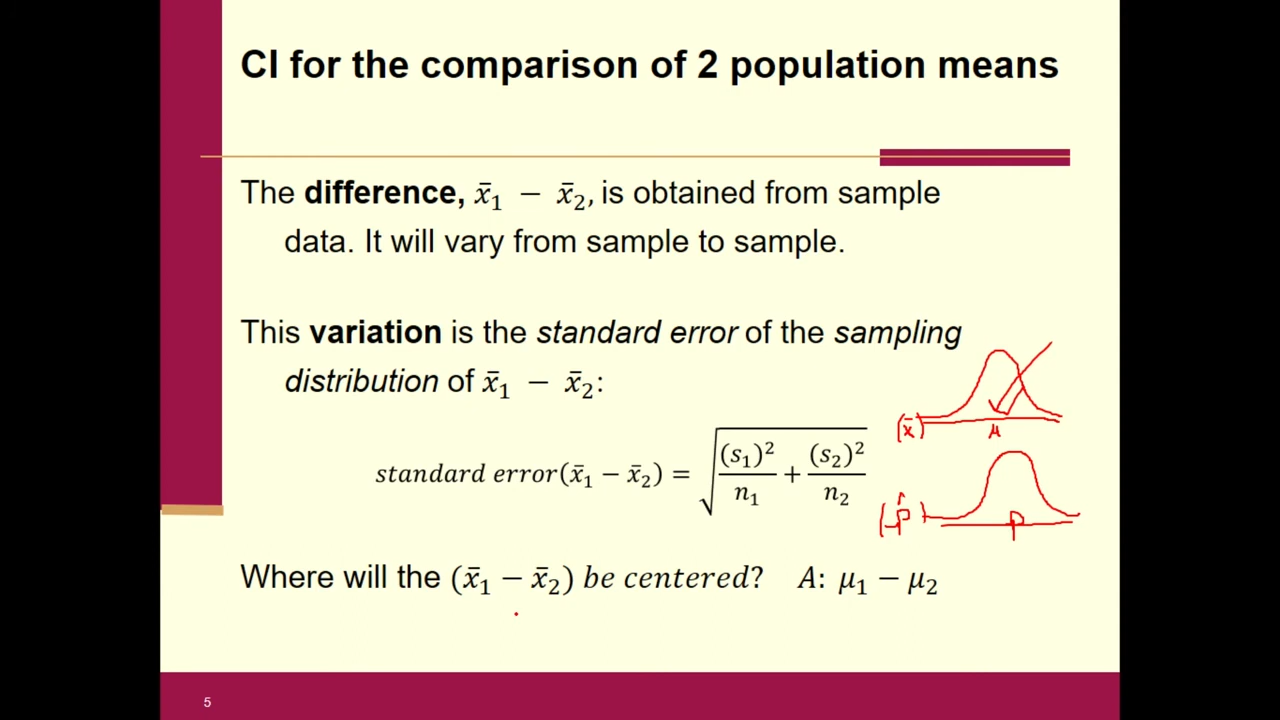 CI for the comparison of 2 population means
The difference, x̄₁ − x̄₂, is obtained from sample
data. It will vary from sample to sample.
This variation is the standard error of the sampling
distribution of x̄₁ − x̄₂:
standard error(x̄₁ − x̄₂) = √((s₁)²/n₁ + (s₂)²/n₂)
(x̄) μ
(p̂) p
Where will the (x̄₁ − x̄₂) be centered? A: μ₁ − μ₂
5